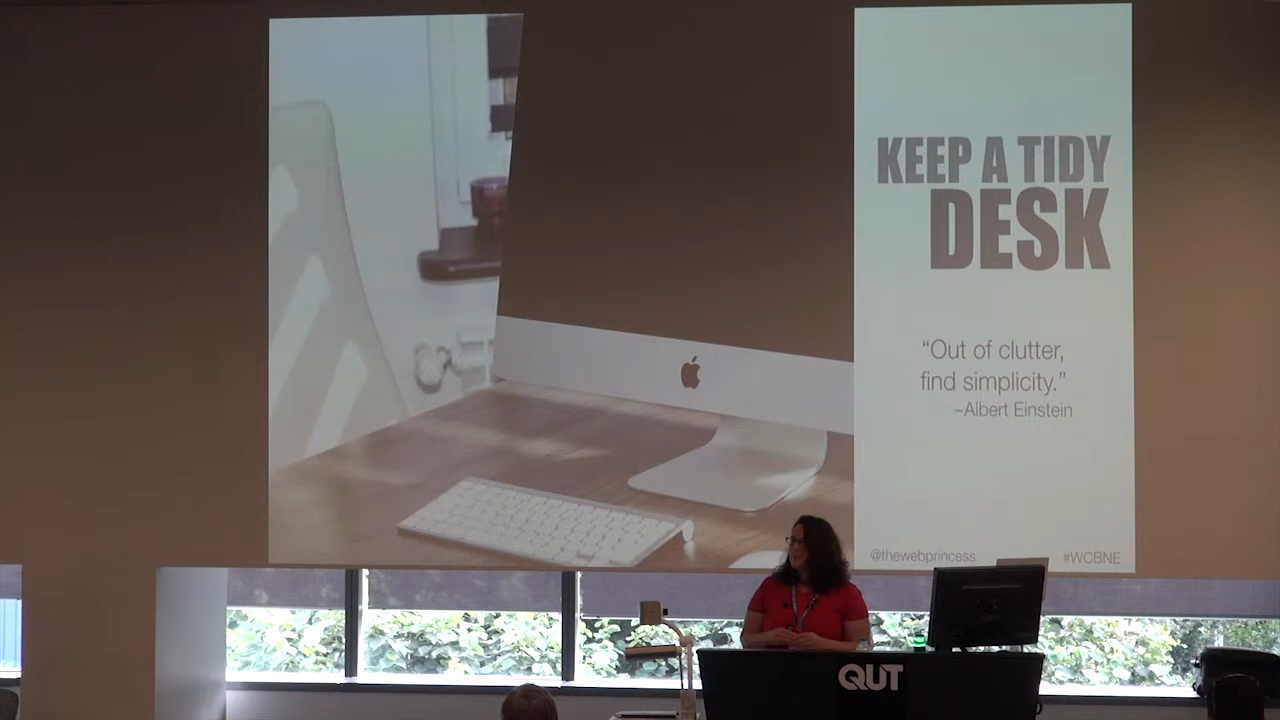 KEEP A TIDY
DESK
“Out of clutter,
find simplicity.”
~Albert Einstein
@thewebprincess
#WCBNE
QUT